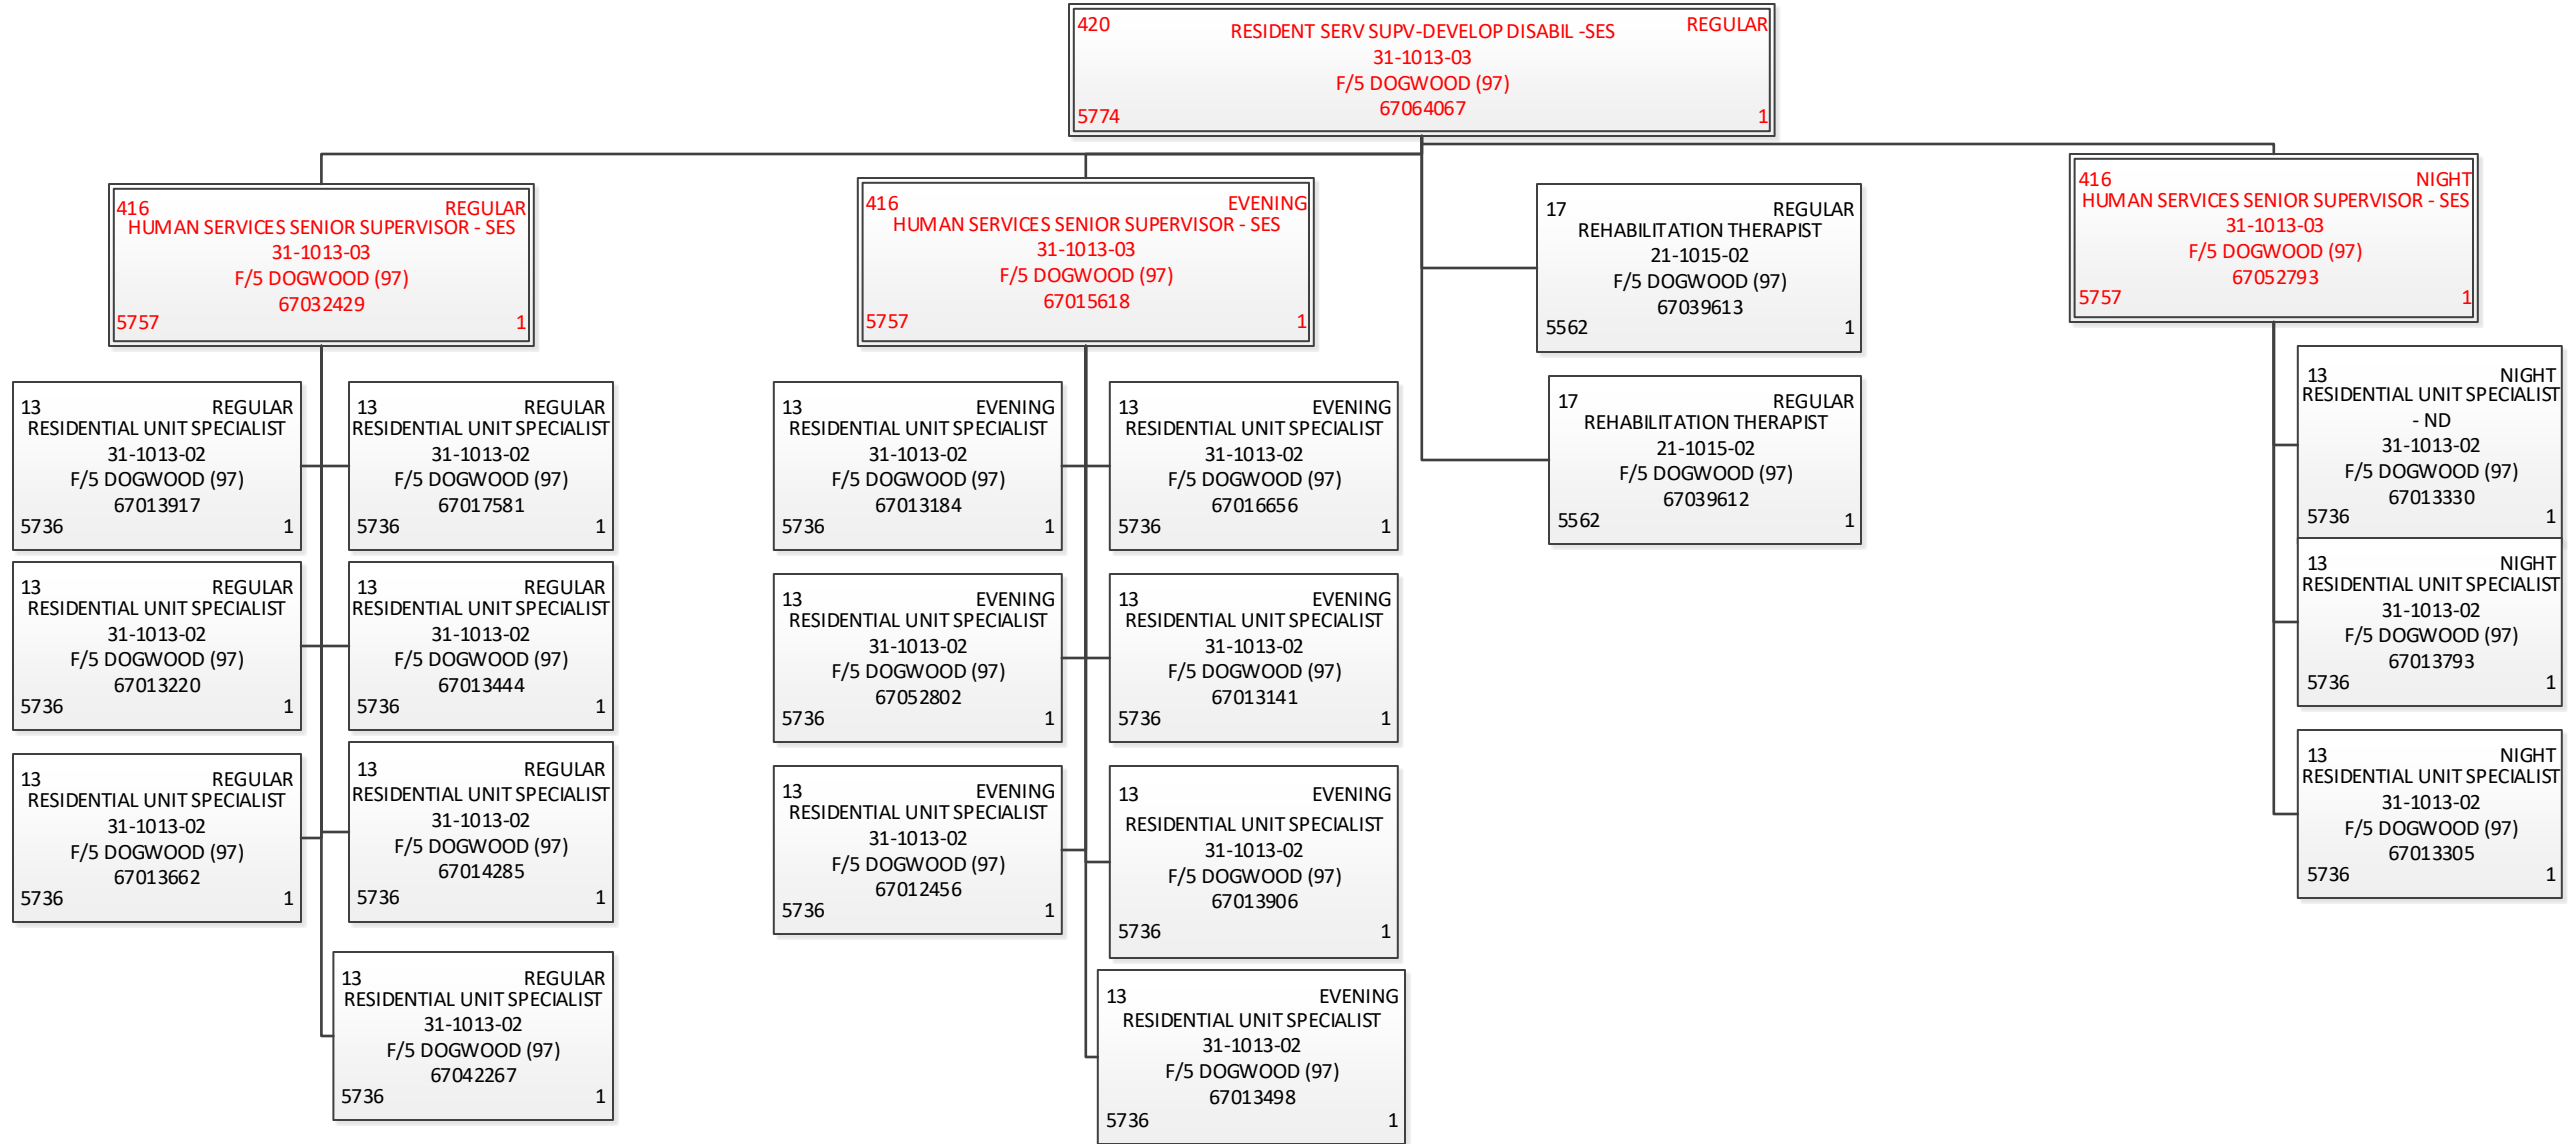 420 REGULAR
RESIDENT SERV SUPV-DEVELOP DISABIL -SES
31-1013-03
F/5 DOGWOOD (97)
67064067
5774 1
416 REGULAR
HUMAN SERVICES SENIOR SUPERVISOR - SES
31-1013-03
F/5 DOGWOOD (97)
67032429
5757 1
13 REGULAR
RESIDENTIAL UNIT SPECIALIST
31-1013-02
F/5 DOGWOOD (97)
67013917
5736 1
13 REGULAR
RESIDENTIAL UNIT SPECIALIST
31-1013-02
F/5 DOGWOOD (97)
67017581
5736 1
13 REGULAR
RESIDENTIAL UNIT SPECIALIST
31-1013-02
F/5 DOGWOOD (97)
67013220
5736 1
13 REGULAR
RESIDENTIAL UNIT SPECIALIST
31-1013-02
F/5 DOGWOOD (97)
67013444
5736 1
13 REGULAR
RESIDENTIAL UNIT SPECIALIST
31-1013-02
F/5 DOGWOOD (97)
67013662
5736 1
13 REGULAR
RESIDENTIAL UNIT SPECIALIST
31-1013-02
F/5 DOGWOOD (97)
67014285
5736 1
13 REGULAR
RESIDENTIAL UNIT SPECIALIST
31-1013-02
F/5 DOGWOOD (97)
67042267
5736 1
416 EVENING
HUMAN SERVICES SENIOR SUPERVISOR - SES
31-1013-03
F/5 DOGWOOD (97)
67015618
5757 1
13 EVENING
RESIDENTIAL UNIT SPECIALIST
31-1013-02
F/5 DOGWOOD (97)
67013184
5736 1
13 EVENING
RESIDENTIAL UNIT SPECIALIST
31-1013-02
F/5 DOGWOOD (97)
67016656
5736 1
13 EVENING
RESIDENTIAL UNIT SPECIALIST
31-1013-02
F/5 DOGWOOD (97)
67052802
5736 1
13 EVENING
RESIDENTIAL UNIT SPECIALIST
31-1013-02
F/5 DOGWOOD (97)
67013141
5736 1
13 EVENING
RESIDENTIAL UNIT SPECIALIST
31-1013-02
F/5 DOGWOOD (97)
67012456
5736 1
13 EVENING
RESIDENTIAL UNIT SPECIALIST
31-1013-02
F/5 DOGWOOD (97)
67013906
5736 1
13 EVENING
RESIDENTIAL UNIT SPECIALIST
31-1013-02
F/5 DOGWOOD (97)
67013498
5736 1
17 REGULAR
REHABILITATION THERAPIST
21-1015-02
F/5 DOGWOOD (97)
67039613
5562 1
17 REGULAR
REHABILITATION THERAPIST
21-1015-02
F/5 DOGWOOD (97)
67039612
5562 1
416 NIGHT
HUMAN SERVICES SENIOR SUPERVISOR - SES
31-1013-03
F/5 DOGWOOD (97)
67052793
5757 1
13 NIGHT
RESIDENTIAL UNIT SPECIALIST
- ND
31-1013-02
F/5 DOGWOOD (97)
67013330
5736 1
13 NIGHT
RESIDENTIAL UNIT SPECIALIST
31-1013-02
F/5 DOGWOOD (97)
67013793
5736 1
13 NIGHT
RESIDENTIAL UNIT SPECIALIST
31-1013-02
F/5 DOGWOOD (97)
67013305
5736 1